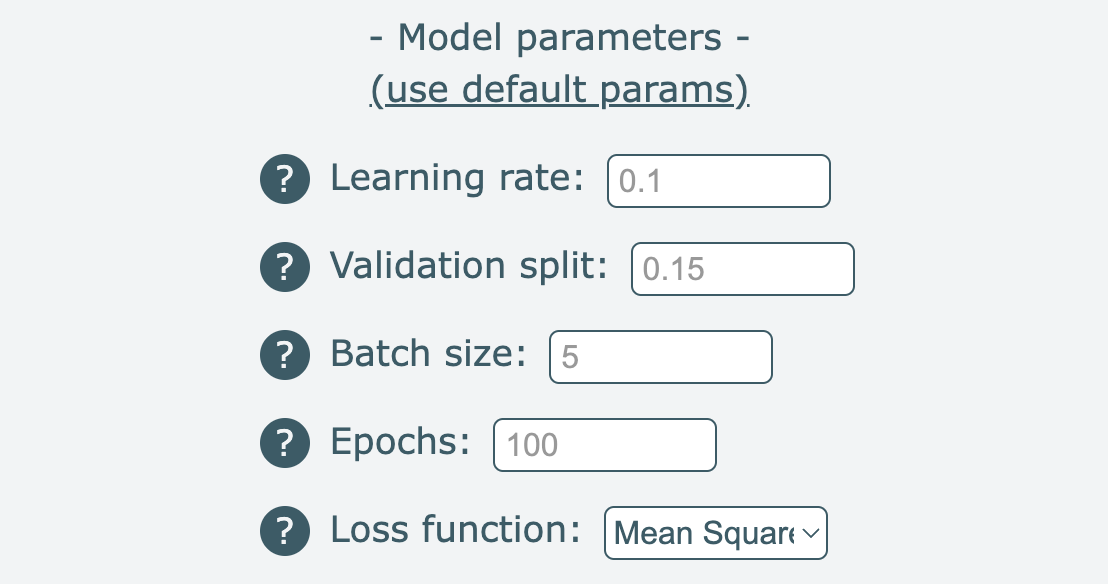 - Model parameters -
(use default params)
? Learning rate: 0.1
? Validation split: 0.15
? Batch size: 5
? Epochs: 100
? Loss function: Mean Square